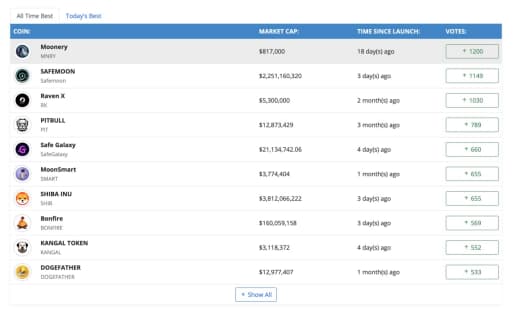 All Time Best Today's Best
COIN: MARKET CAP: TIME SINCE LAUNCH: VOTES:
Moonery
MNRY
$817,000 18 day(s) ago ↑ 1200
SAFEMOON
Safemoon
$2,251,160,320 3 day(s) ago ↑ 1149
Raven X
RX
$5,300,000 2 month(s) ago ↑ 1030
PITBULL
PIT
$12,873,429 3 month(s) ago ↑ 789
Safe Galaxy
SafeGalaxy
$21,134,742.06 4 day(s) ago ↑ 660
MoonSmart
SMART
$3,774,404 1 month(s) ago ↑ 655
SHIBA INU
SHIB
$3,812,066,222 3 day(s) ago ↑ 655
Bonfire
BONFIRE
$160,059,158 3 day(s) ago ↑ 569
KANGAL TOKEN
KANGAL
$3,118,372 4 day(s) ago ↑ 552
DOGEFATHER
DOGEFATHER
$12,977,407 1 month(s) ago ↑ 533
+ Show All